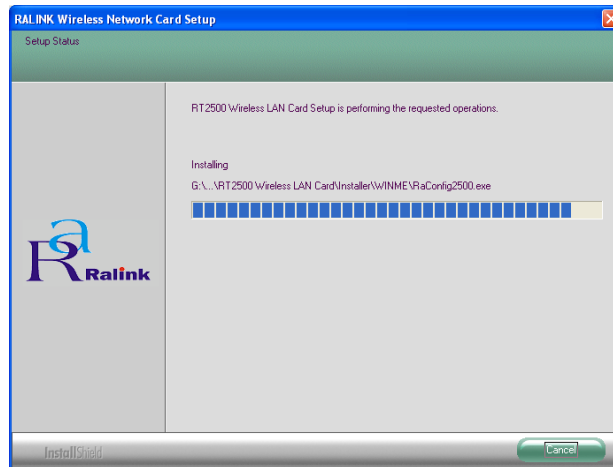 RALINK Wireless Network Card Setup
Setup Status
RT2500 Wireless LAN Card Setup is performing the requested operations.
Installing
G:\...\RT2500 Wireless LAN Card\Installer\WINME\RaConfig2500.exe
Ra
Ralink
InstallShield
Cancel